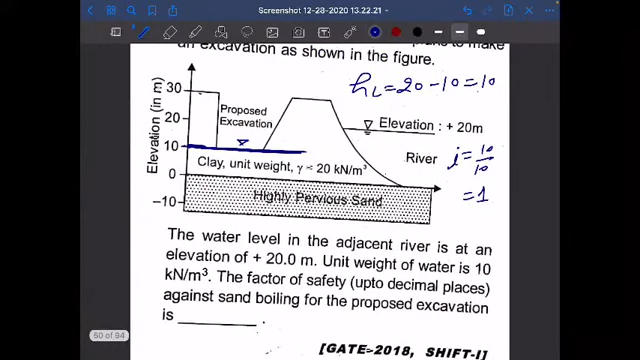 Screenshot 12-28-2020 13.22.21
an excavation as shown in the figure.
hL = 20 - 10 = 10
Elevation (in m)
30
20
10
0
-10
Proposed
Excavation
Elevation : + 20m
River
i = 10/10
= 1
Clay, unit weight, γ = 20 kN/m³
Highly Pervious Sand
The water level in the adjacent river is at an
elevation of + 20.0 m. Unit weight of water is 10
kN/m³. The factor of safety (upto decimal places)
against sand boiling for the proposed excavation
is ________ .
50 of 94
[GATE-2018, SHIFT-I]